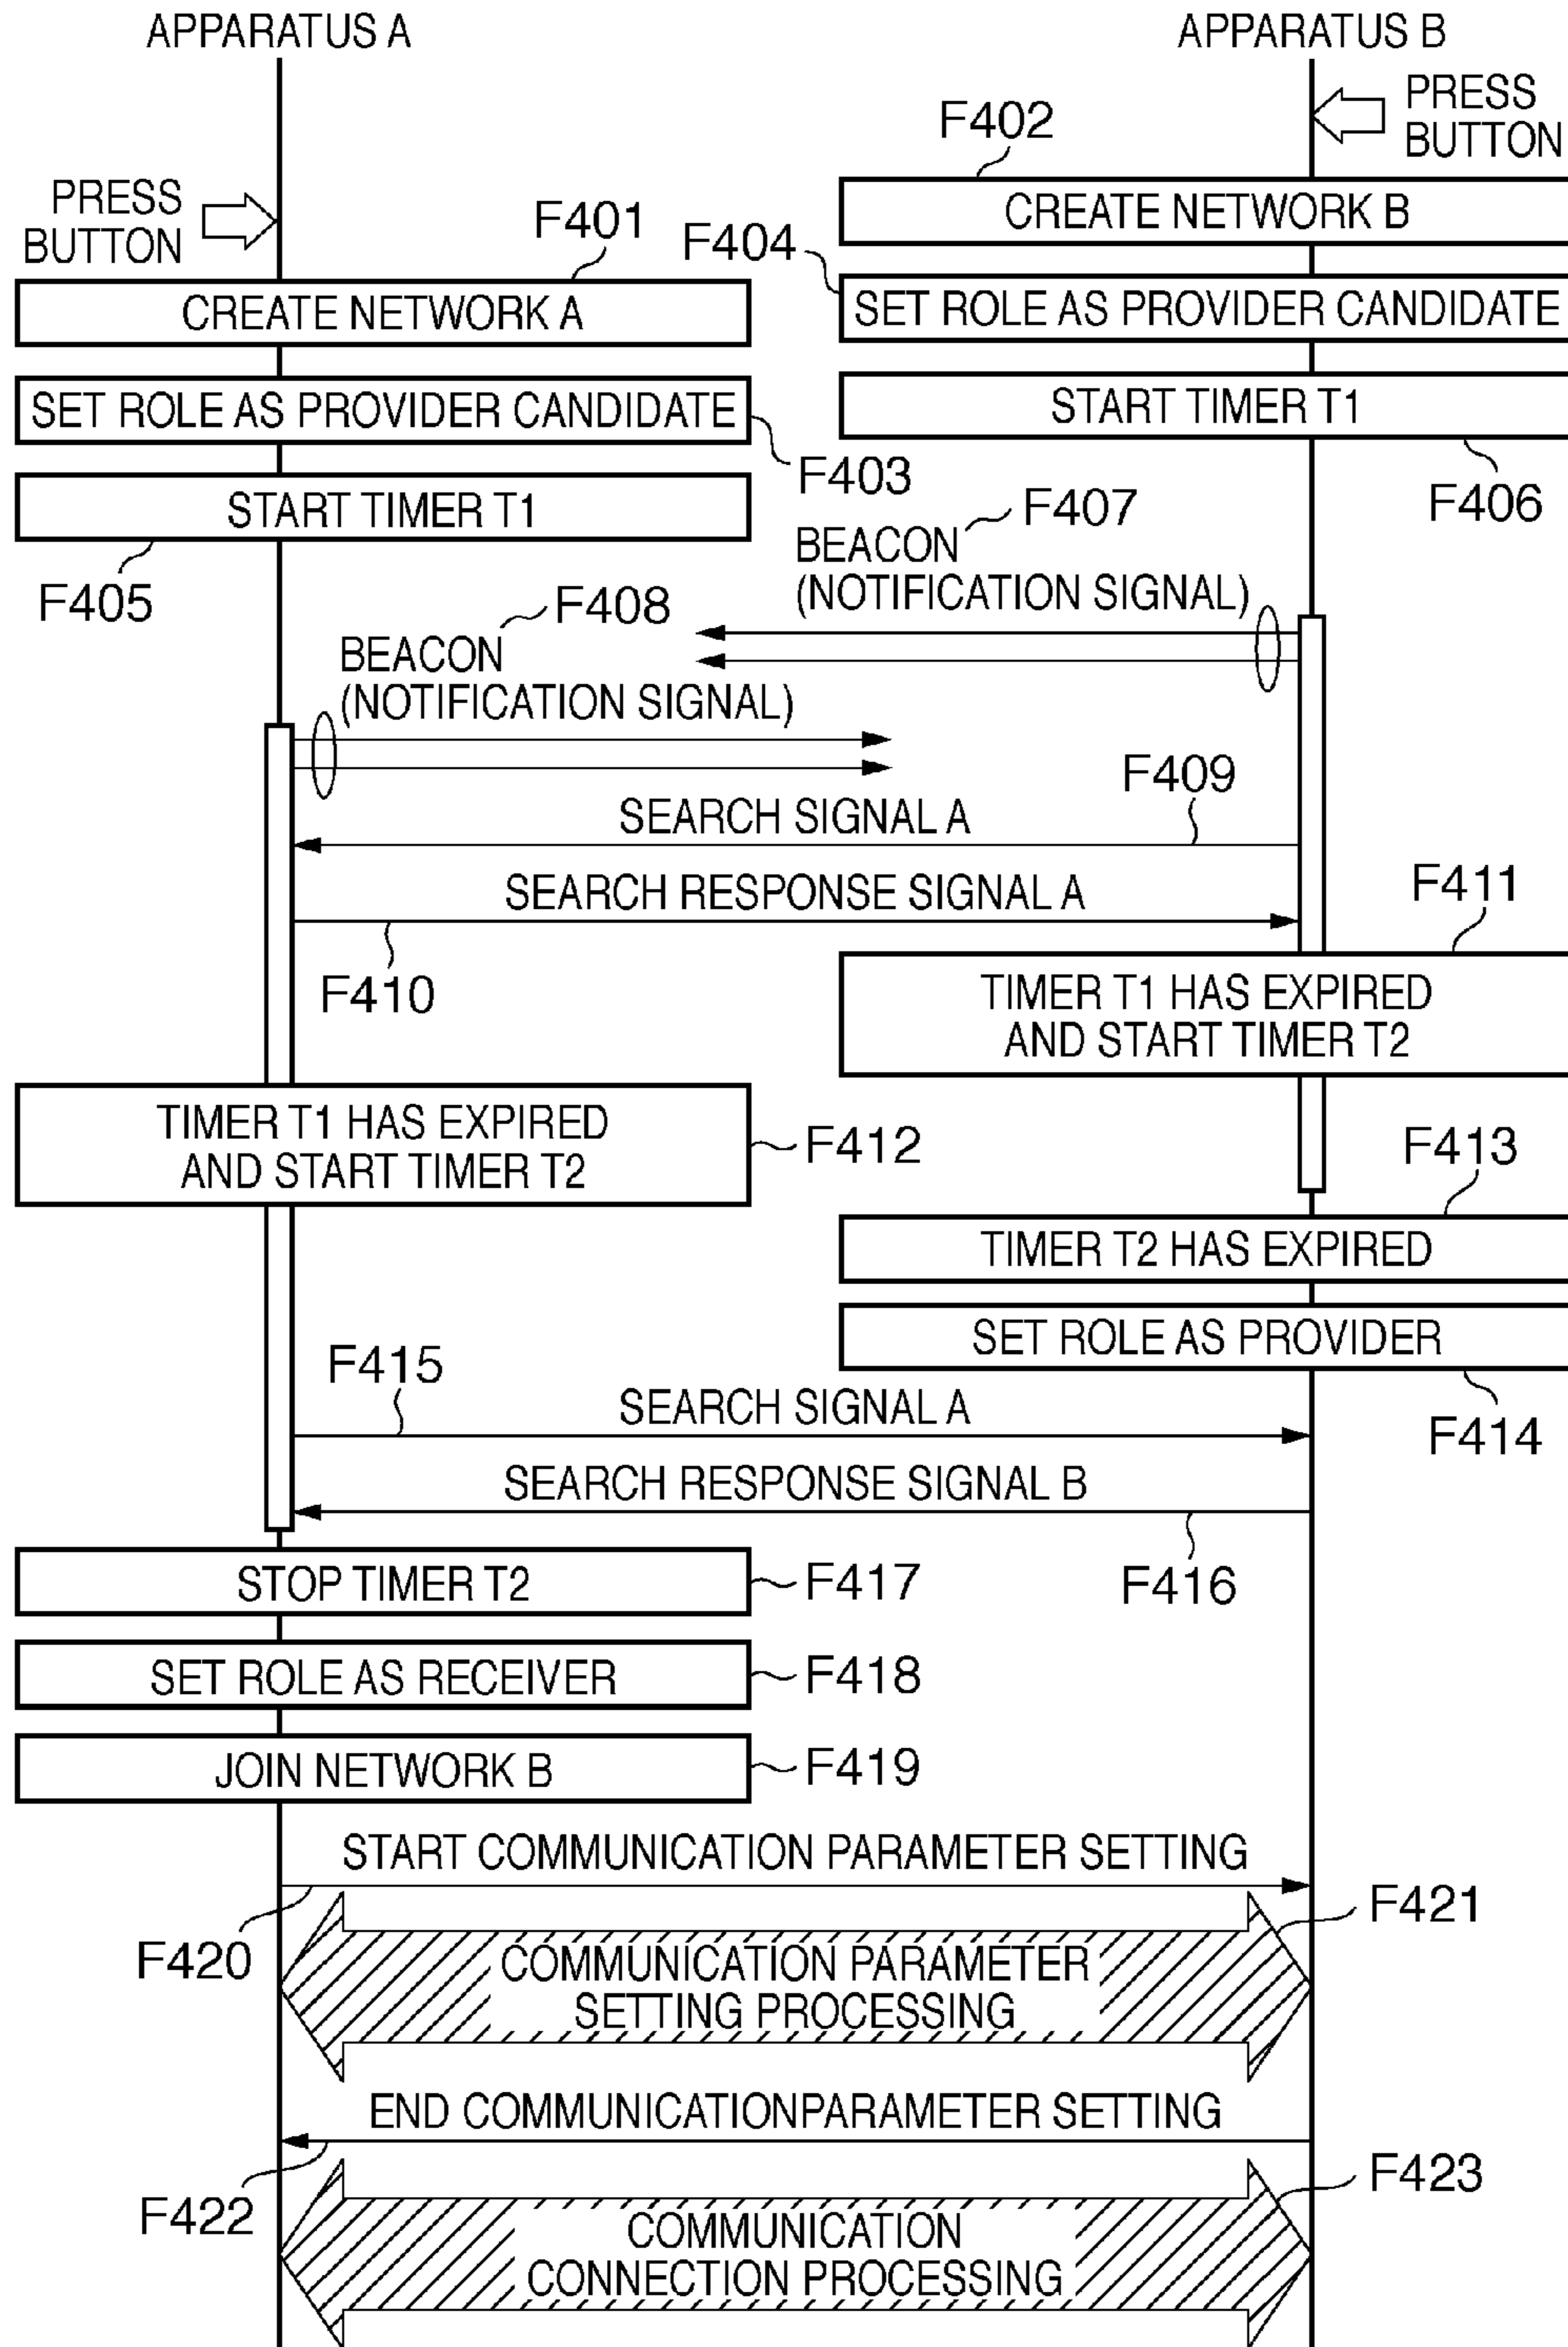 APPARATUS A
APPARATUS B
PRESS
BUTTON
F402
CREATE NETWORK B
PRESS
BUTTON
F401
F404
CREATE NETWORK A
SET ROLE AS PROVIDER CANDIDATE
SET ROLE AS PROVIDER CANDIDATE
F403
START TIMER T1
F406
START TIMER T1
F405
F407
BEACON
(NOTIFICATION SIGNAL)
F408
BEACON
(NOTIFICATION SIGNAL)
F409
SEARCH SIGNAL A
SEARCH RESPONSE SIGNAL A
F410
F411
TIMER T1 HAS EXPIRED
AND START TIMER T2
TIMER T1 HAS EXPIRED
AND START TIMER T2
F412
F413
TIMER T2 HAS EXPIRED
SET ROLE AS PROVIDER
F414
F415
SEARCH SIGNAL A
SEARCH RESPONSE SIGNAL B
F416
STOP TIMER T2
F417
SET ROLE AS RECEIVER
F418
JOIN NETWORK B
F419
START COMMUNICATION PARAMETER SETTING
F420
F421
COMMUNICATION PARAMETER
SETTING PROCESSING
END COMMUNICATIONPARAMETER SETTING
F422
F423
COMMUNICATION
CONNECTION PROCESSING